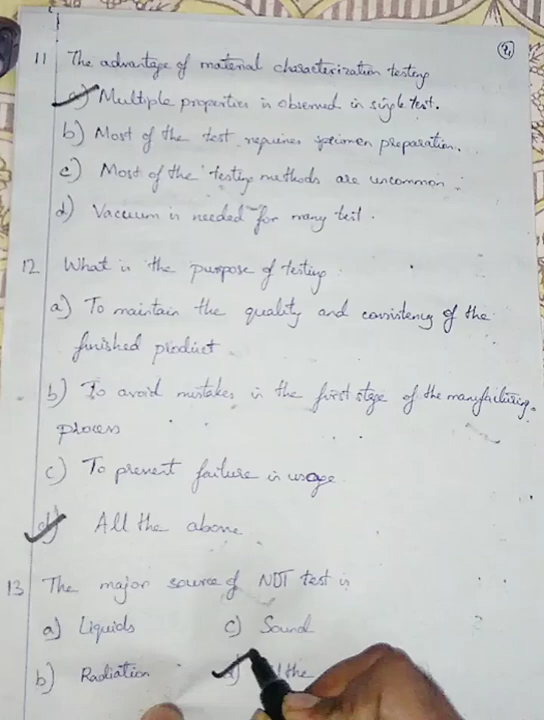 11 The advantage of material characterization testing
a) Multiple properties is observed in single test.
b) Most of the test requires specimen preparation.
c) Most of the testing methods are uncommon.
d) Vacuum is needed for many test.
12 What is the purpose of testing
a) To maintain the quality and consistency of the
finished product
b) To avoid mistakes in the first stage of the manufacturing
process
c) To prevent failure in usage
d) All the above
13 The major source of NDT test is
a) Liquids c) Sound
b) Radiation d) the